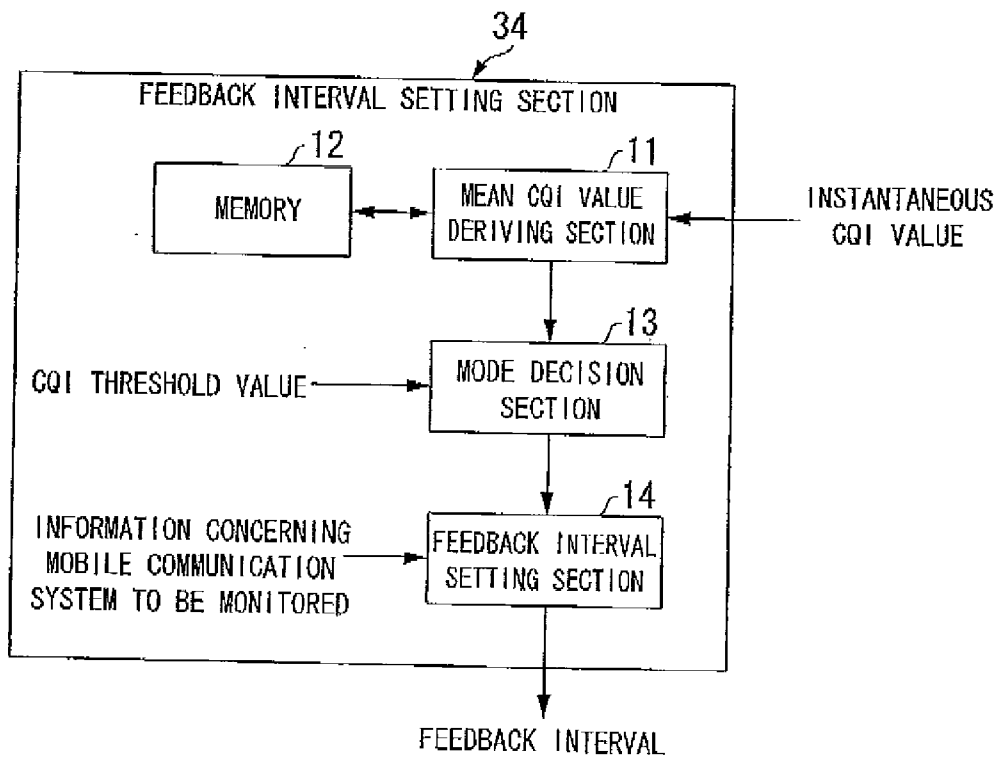 34
FEEDBACK INTERVAL SETTING SECTION
12
MEMORY
11
MEAN CQI VALUE
DERIVING SECTION
INSTANTANEOUS
CQI VALUE
13
CQI THRESHOLD VALUE
MODE DECISION
SECTION
14
INFORMATION CONCERNING
MOBILE COMMUNICATION
SYSTEM TO BE MONITORED
FEEDBACK INTERVAL
SETTING SECTION
FEEDBACK INTERVAL